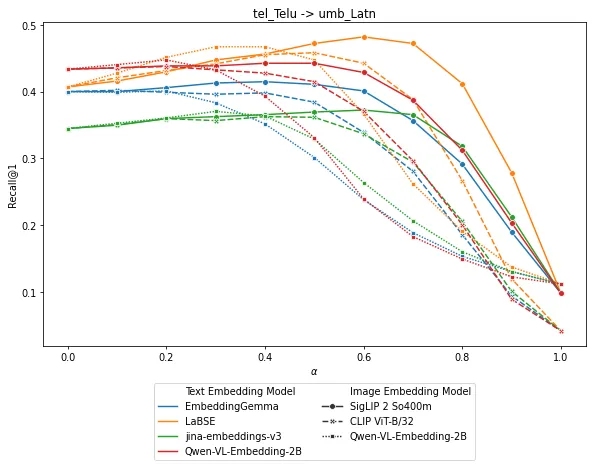 tel_Telu -> umb_Latn
Recall@1
0.5
0.4
0.3
0.2
0.1
0.0
0.2
0.4
0.6
0.8
1.0
α
Text Embedding Model
EmbeddingGemma
LaBSE
jina-embeddings-v3
Qwen-VL-Embedding-2B
Image Embedding Model
SigLIP 2 So400m
CLIP ViT-B/32
Qwen-VL-Embedding-2B